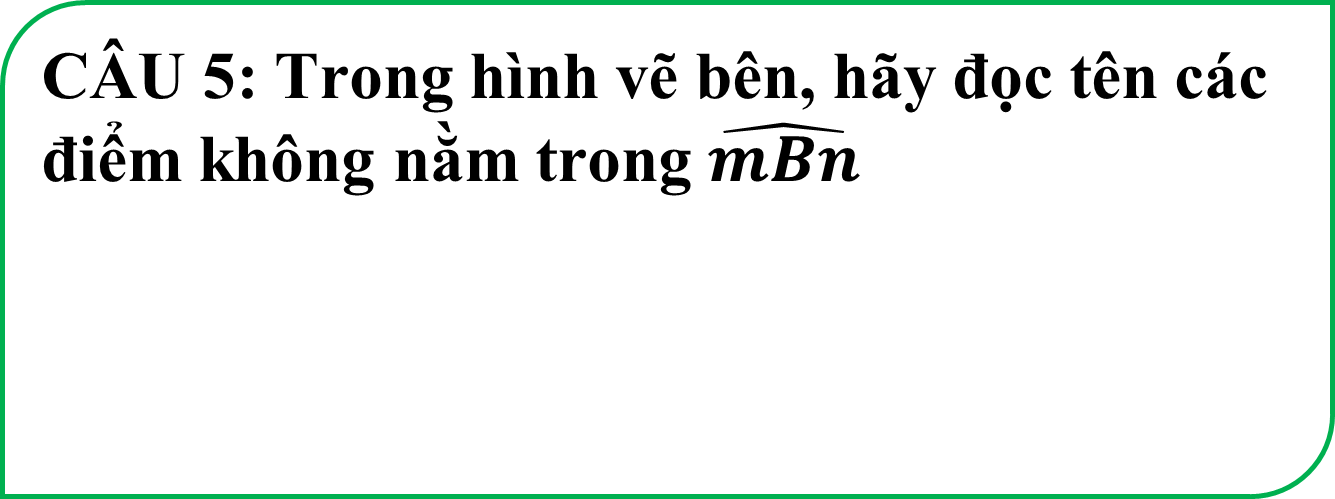 CÂU 5: Trong hình vẽ bên, hãy đọc tên các
điểm không nằm trong $\widehat{mBn}$